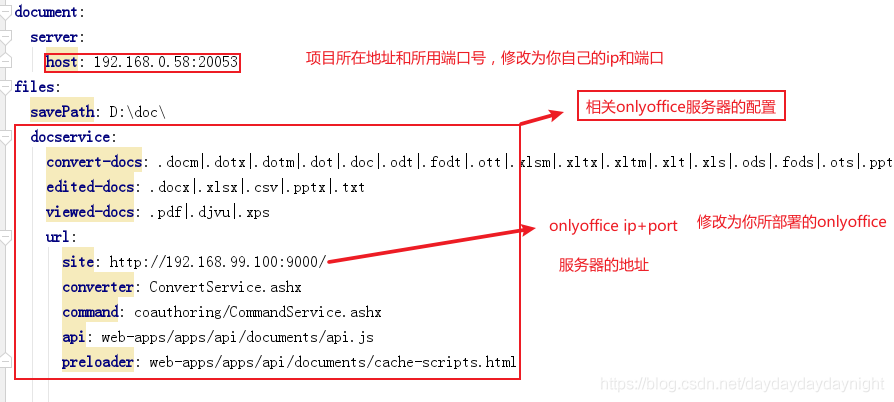 document:
server:
host: 192.168.0.58:20053
项目所在地址和所用端口号，修改为你自己的ip和端口
files:
savePath: D:\doc\
相关onlyoffice服务器的配置
docservice:
convert-docs: .docm|.dotx|.dotm|.dot|.doc|.odt|.fodt|.ott|.xlsm|.xltx|.xltm|.xlt|.xls|.ods|.fods|.ots|.ppt
edited-docs: .docx|.xlsx|.csv|.pptx|.txt
viewed-docs: .pdf|.djvu|.xps
url:
onlyoffice ip+port 修改为你所部署的onlyoffice
服务器的地址
site: http://192.168.99.100:9000/
converter: ConvertService.ashx
command: coauthoring/CommandService.ashx
api: web-apps/apps/api/documents/api.js
preloader: web-apps/apps/api/documents/cache-scripts.html
https://blog.csdn.net/daydaydaydaynight